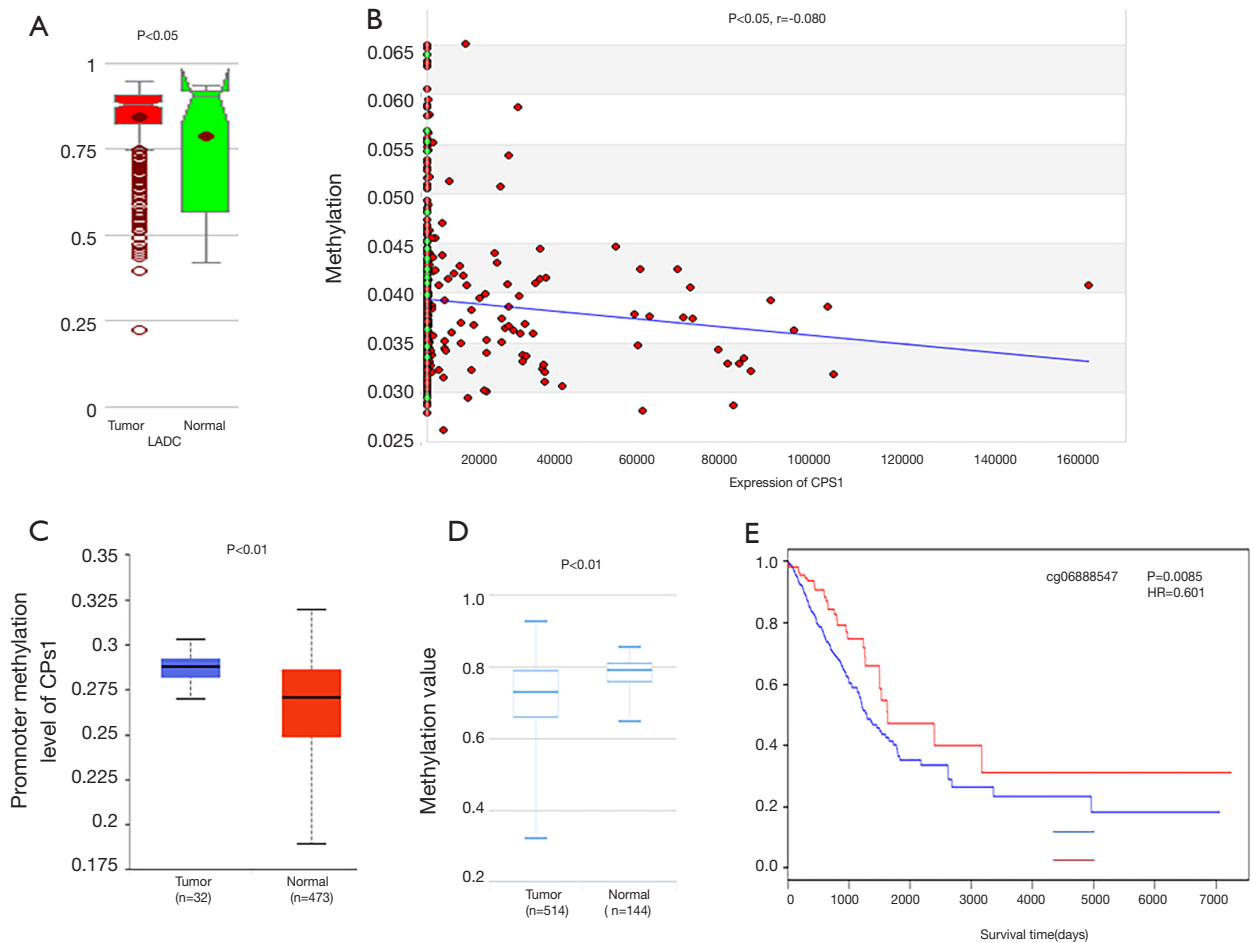 A
P<0.05
1
0.75
0.5
0.25
0
Tumor Normal
LADC
B
P<0.05, r=-0.080
Methylation
0.065
0.060
0.055
0.050
0.045
0.040
0.035
0.030
0.025
20000 40000 60000 80000 100000 120000 140000 160000
Expression of CPS1
C
P<0.01
Promnoter methylation
level of CPs1
0.35
0.325
0.3
0.275
0.25
0.225
0.2
0.175
Tumor Normal
(n=32) (n=473)
D
P<0.01
Methylation value
1.0
0.8
0.6
0.4
0.2
Tumor Normal
(n=514) ( n=144)
E
cg06888547 P=0.0085
HR=0.601
1.0
0.8
0.6
0.4
0.2
0.0
0 1000 2000 3000 4000 5000 6000 7000
Survival time(days)